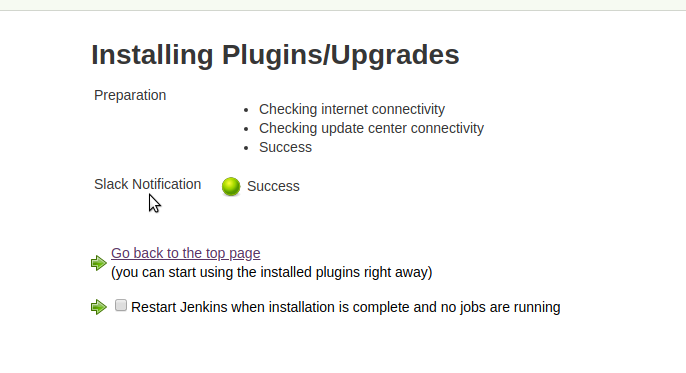 Installing Plugins/Upgrades
Preparation
Checking internet connectivity
Checking update center connectivity
Success
Slack Notification Success
Go back to the top page
(you can start using the installed plugins right away)
Restart Jenkins when installation is complete and no jobs are running